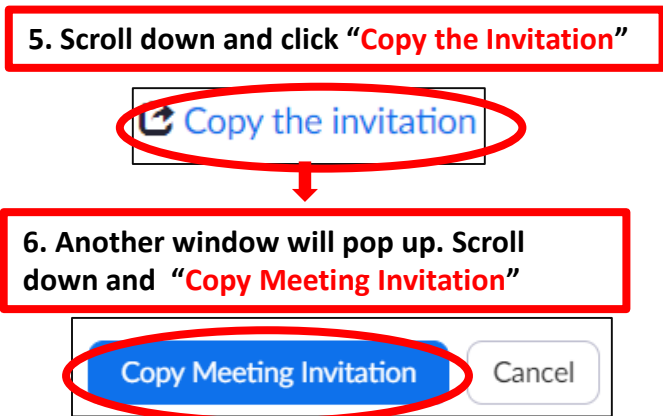 5. Scroll down and click “Copy the Invitation”
Copy the invitation
6. Another window will pop up. Scroll
down and “Copy Meeting Invitation”
Copy Meeting Invitation Cancel